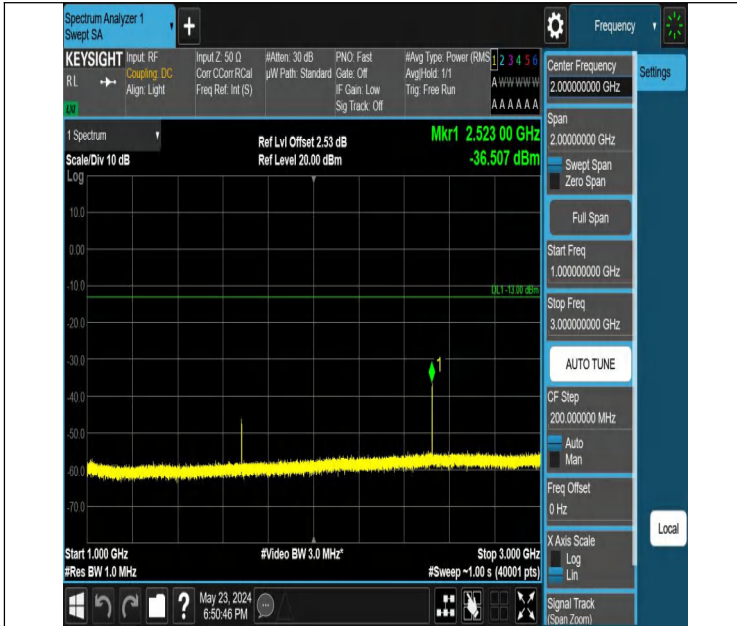 Spectrum Analyzer 1
Swept SA
+
Frequency
KEYSIGHT
RL
Input: RF
Coupling: DC
Align: Light
Input Z: 50 Ω
Corr CCorr RCal
Freq Ref: Int (S)
#Atten: 30 dB
µW Path: Standard
PNO: Fast
Gate: Off
IF Gain: Low
Sig Track: Off
#Avg Type: Power (RMS
Avg|Hold: 1/1
Trig: Free Run
1 2 3 4 5 6
A W W W W W
A A A A A A
1 Spectrum
Scale/Div 10 dB
Log
Ref Lvl Offset 2.53 dB
Ref Level 20.00 dBm
Mkr1 2.523 00 GHz
-36.507 dBm
10.0
0.00
-10.0
DL1 -13.00 dBm
-20.0
-30.0
1
-40.0
-50.0
-60.0
-70.0
Start 1.000 GHz
#Res BW 1.0 MHz
#Video BW 3.0 MHz*
Stop 3.000 GHz
#Sweep ~1.00 s (40001 pts)
Center Frequency
2.000000000 GHz
Settings
Span
2.00000000 GHz
Swept Span
Zero Span
Full Span
Start Freq
1.000000000 GHz
Stop Freq
3.000000000 GHz
AUTO TUNE
CF Step
200.000000 MHz
Auto
Man
Freq Offset
0 Hz
X Axis Scale
Log
Lin
Local
Signal Track
(Span Zoom)
?
May 23, 2024
6:50:46 PM